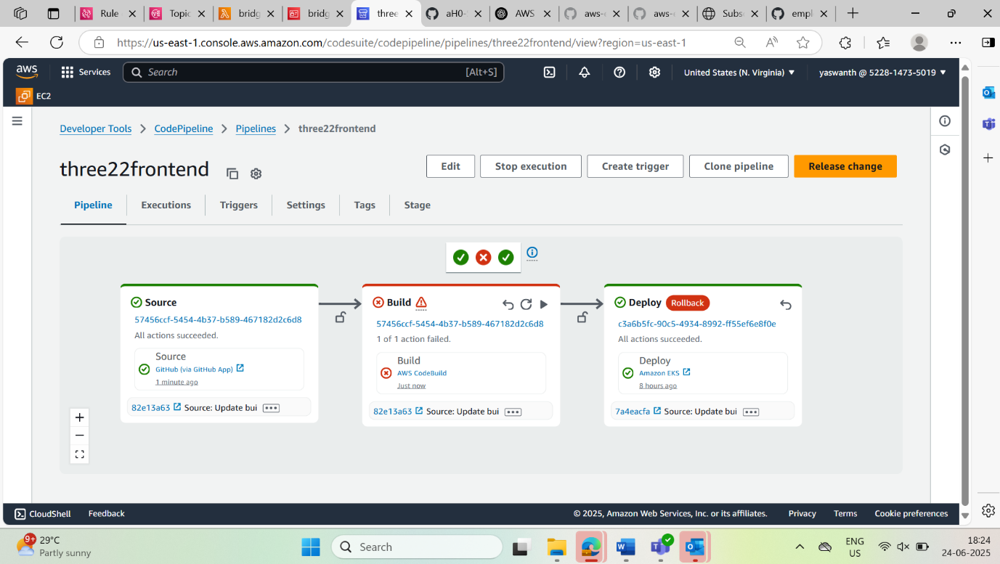 Rule
Topic
bridg
bridg
three
aH0-
AWS
aws-
aws-
Subs
empl
https://us-east-1.console.aws.amazon.com/codesuite/codepipeline/pipelines/three22frontend/view?region=us-east-1
aws
Services
Search
[Alt+S]
United States (N. Virginia)
yaswanth @ 5228-1473-5019
EC2
Developer Tools
CodePipeline
Pipelines
three22frontend
three22frontend
Edit
Stop execution
Create trigger
Clone pipeline
Release change
Pipeline
Executions
Triggers
Settings
Tags
Stage
Source
57456ccf-5454-4b37-b589-467182d2c6d8
All actions succeeded.
Source
GitHub (via GitHub App)
1 minute ago
82e13a63 Source: Update bui
Build
57456ccf-5454-4b37-b589-467182d2c6d8
1 of 1 action failed.
Build
AWS CodeBuild
Just now
82e13a63 Source: Update bui
Deploy Rollback
c3a6b5fc-90c5-4934-8992-ff55ef6e8f0e
All actions succeeded.
Deploy
Amazon EKS
8 hours ago
7a4eacfa Source: Update bui
CloudShell
Feedback
© 2025, Amazon Web Services, Inc. or its affiliates.
Privacy
Terms
Cookie preferences
9+
29°C
Partly sunny
Search
ENG
US
18:24
24-06-2025